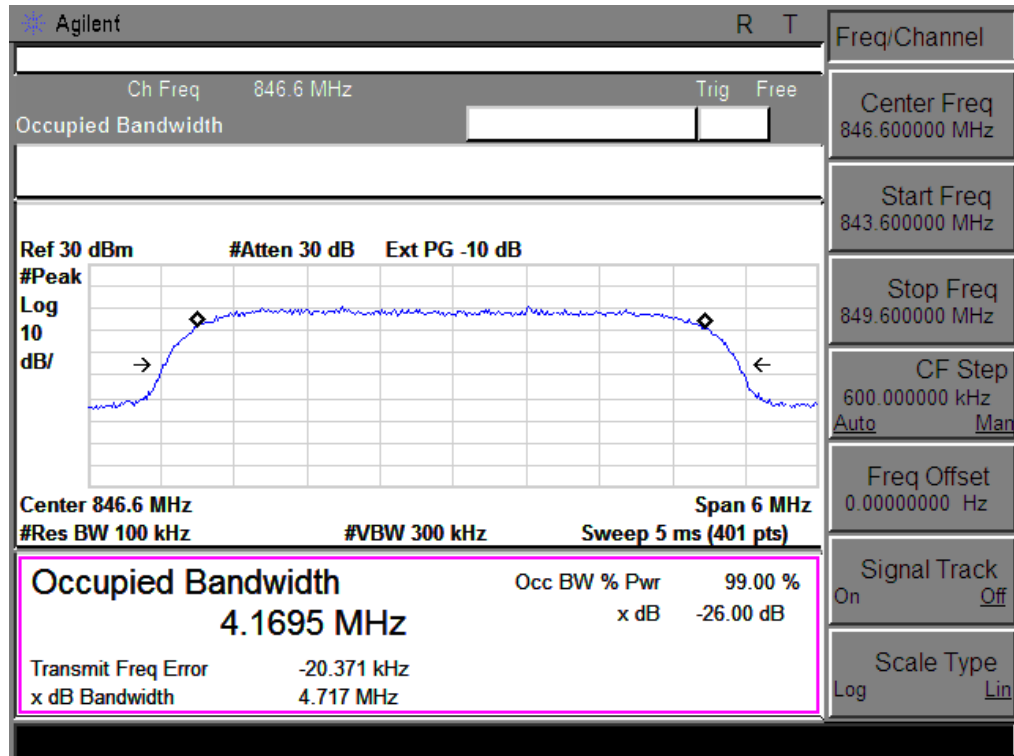 Agilent R T
Freq/Channel
Ch Freq 846.6 MHz Trig Free
Occupied Bandwidth
Center Freq
846.600000 MHz
Start Freq
843.600000 MHz
Stop Freq
849.600000 MHz
CF Step
600.000000 kHz
Auto Man
Freq Offset
0.00000000 Hz
Signal Track
On Off
Scale Type
Log Lin
Ref 30 dBm #Atten 30 dB Ext PG -10 dB
#Peak
Log
10
dB/
Center 846.6 MHz Span 6 MHz
#Res BW 100 kHz #VBW 300 kHz Sweep 5 ms (401 pts)
Occupied Bandwidth Occ BW % Pwr 99.00 %
4.1695 MHz x dB -26.00 dB
Transmit Freq Error -20.371 kHz
x dB Bandwidth 4.717 MHz